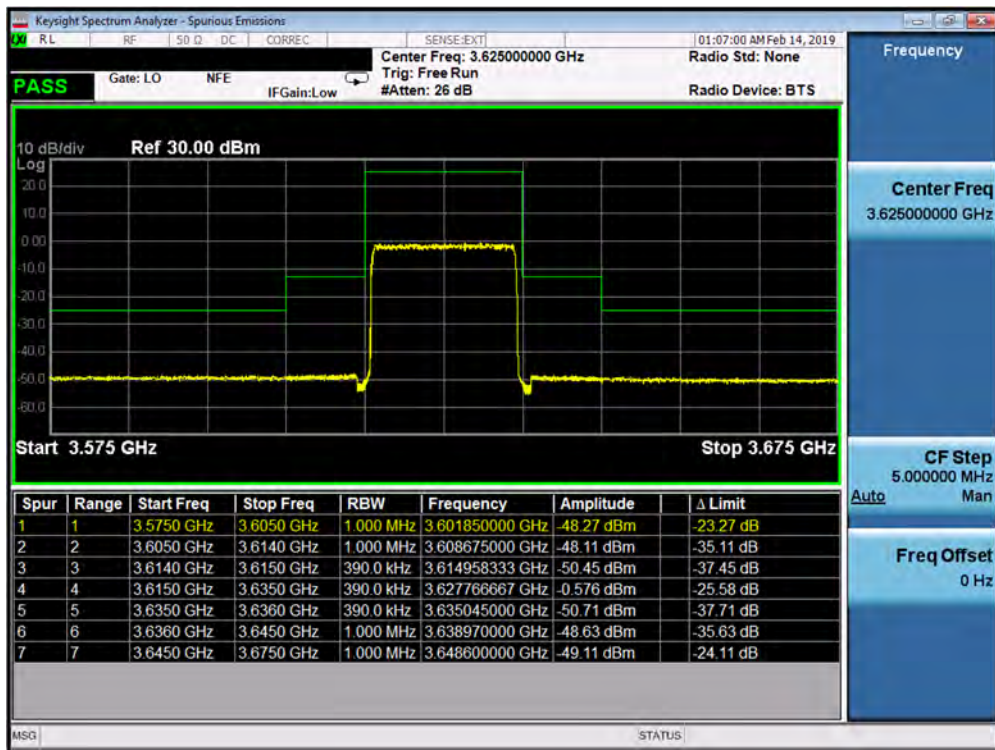 Keysight Spectrum Analyzer - Spurious Emissions
LXI RL RF 50 Ω DC CORREC SENSE:EXT 01:07:00 AM Feb 14, 2019
Center Freq: 3.625000000 GHz Radio Std: None
PASS Gate: LO NFE Trig: Free Run
IFGain:Low #Atten: 26 dB Radio Device: BTS
10 dB/div Ref 30.00 dBm
Log
20.0
10.0
0.00
-10.0
-20.0
-30.0
-40.0
-50.0
-60.0
Start 3.575 GHz Stop 3.675 GHz
Spur Range Start Freq Stop Freq RBW Frequency Amplitude Δ Limit
1 1 3.5750 GHz 3.6050 GHz 1.000 MHz 3.601850000 GHz -48.27 dBm -23.27 dB
2 2 3.6050 GHz 3.6140 GHz 1.000 MHz 3.608675000 GHz -48.11 dBm -35.11 dB
3 3 3.6140 GHz 3.6150 GHz 390.0 kHz 3.614958333 GHz -50.45 dBm -37.45 dB
4 4 3.6150 GHz 3.6350 GHz 390.0 kHz 3.627766667 GHz -0.576 dBm -25.58 dB
5 5 3.6350 GHz 3.6360 GHz 390.0 kHz 3.635045000 GHz -50.71 dBm -37.71 dB
6 6 3.6360 GHz 3.6450 GHz 1.000 MHz 3.638970000 GHz -48.63 dBm -35.63 dB
7 7 3.6450 GHz 3.6750 GHz 1.000 MHz 3.648600000 GHz -49.11 dBm -24.11 dB
MSG STATUS
Frequency
Center Freq
3.625000000 GHz
CF Step
5.000000 MHz
Auto Man
Freq Offset
0 Hz